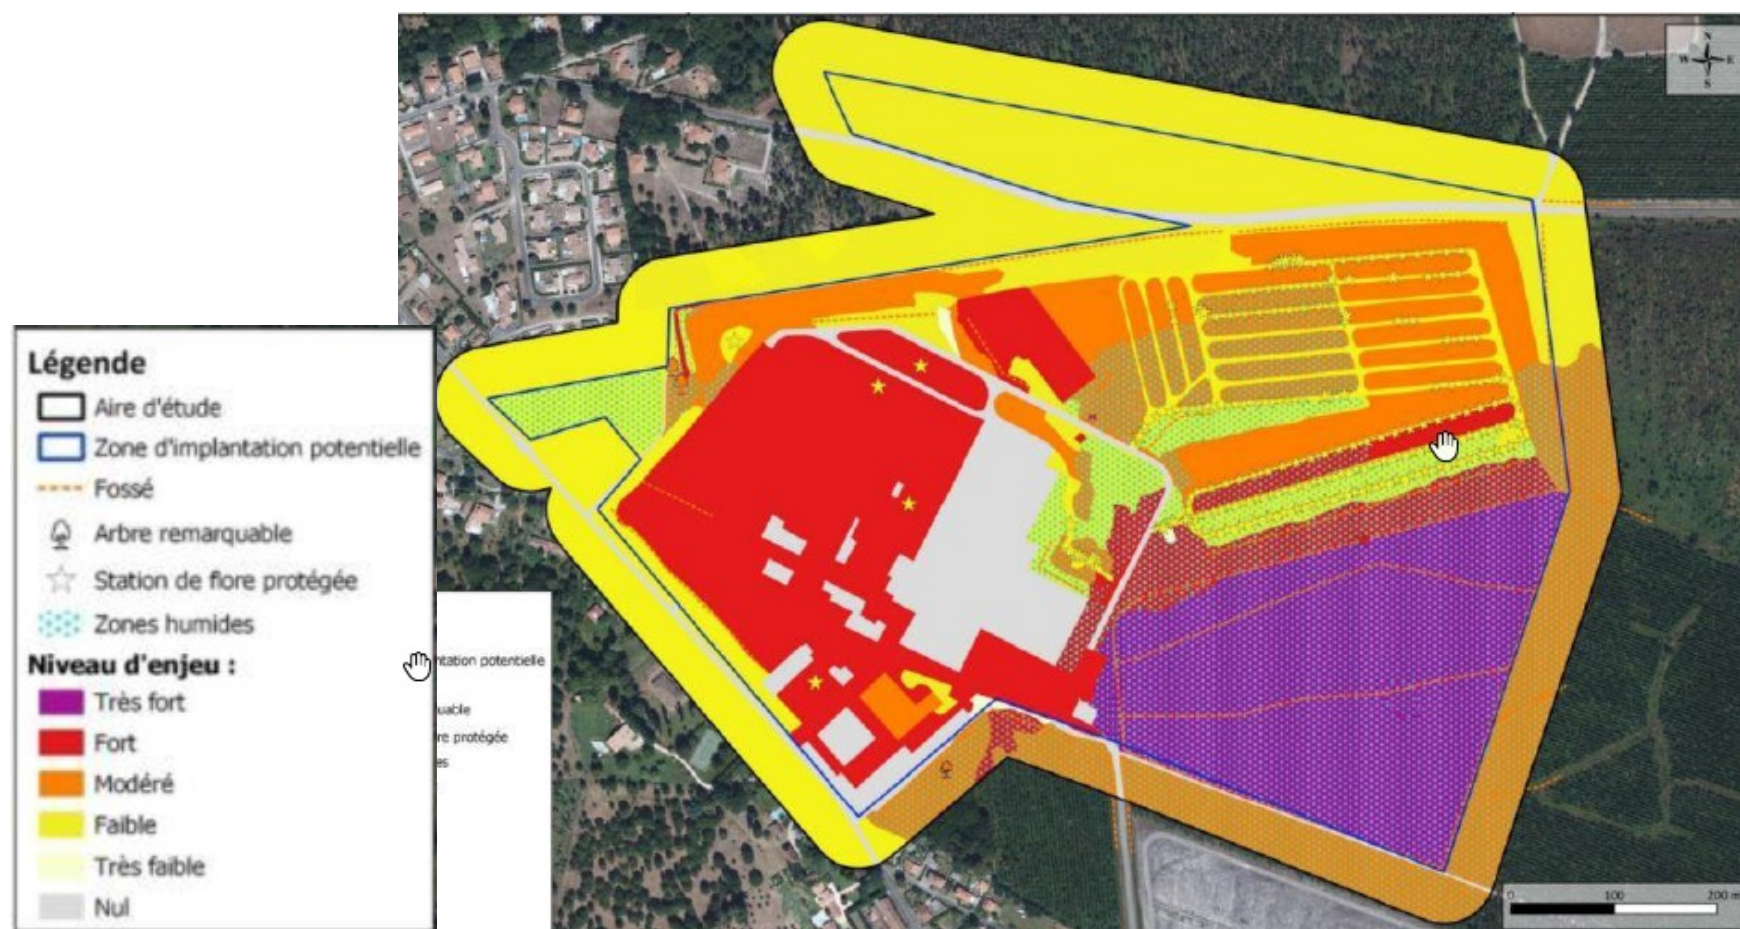 Légende
Aire d'étude
Zone d'implantation potentielle
Fossé
Arbre remarquable
Station de flore protégée
Zones humides
Niveau d'enjeu :
Très fort
Fort
Modéré
Faible
Très faible
Nul
ntation potentielle
uable
re protégée
es
N
W E
S
0 100 200 m